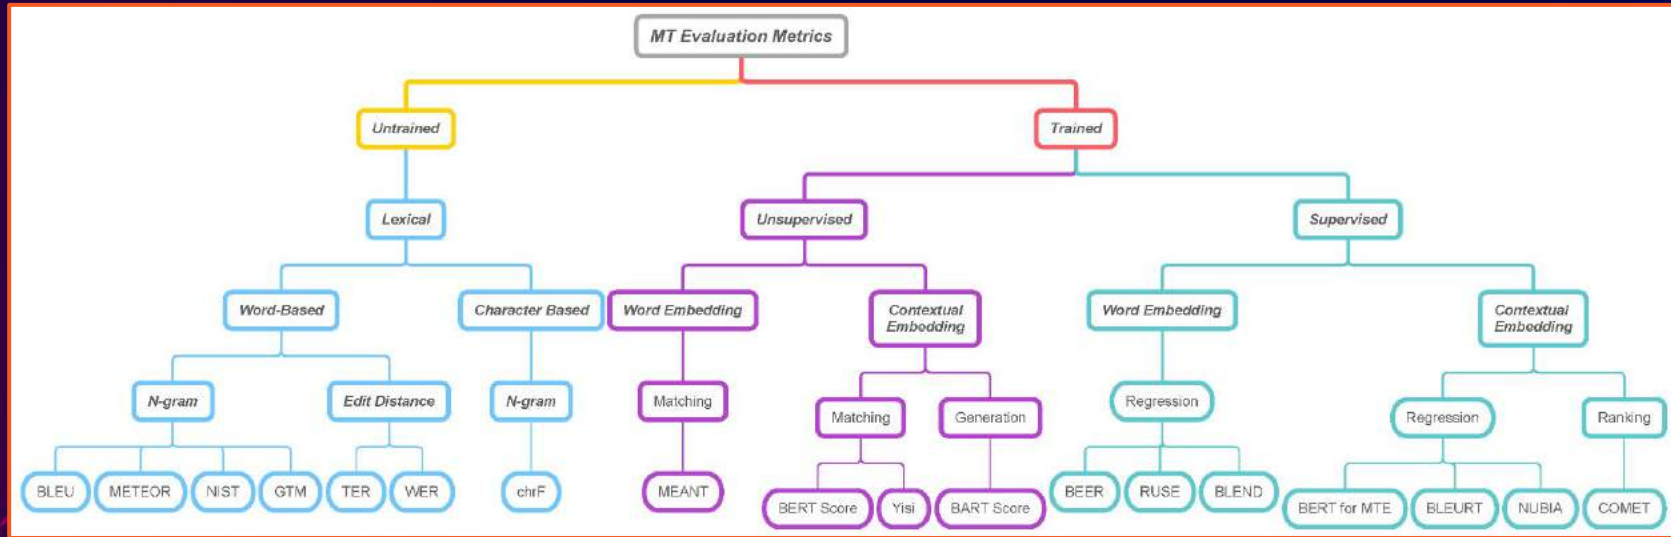 MT Evaluation Metrics
Untrained
Trained
Lexical
Unsupervised
Supervised
Word-Based
Character Based
Word Embedding
Contextual
Embedding
Word Embedding
Contextual
Embedding
N-gram
Edit Distance
N-gram
Matching
Matching
Generation
Regression
Regression
Ranking
BLEU
METEOR
NIST
GTM
TER
WER
chrF
MEANT
BERT Score
Yisi
BART Score
BEER
RUSE
BLEND
BERT for MTE
BLEURT
NUBIA
COMET